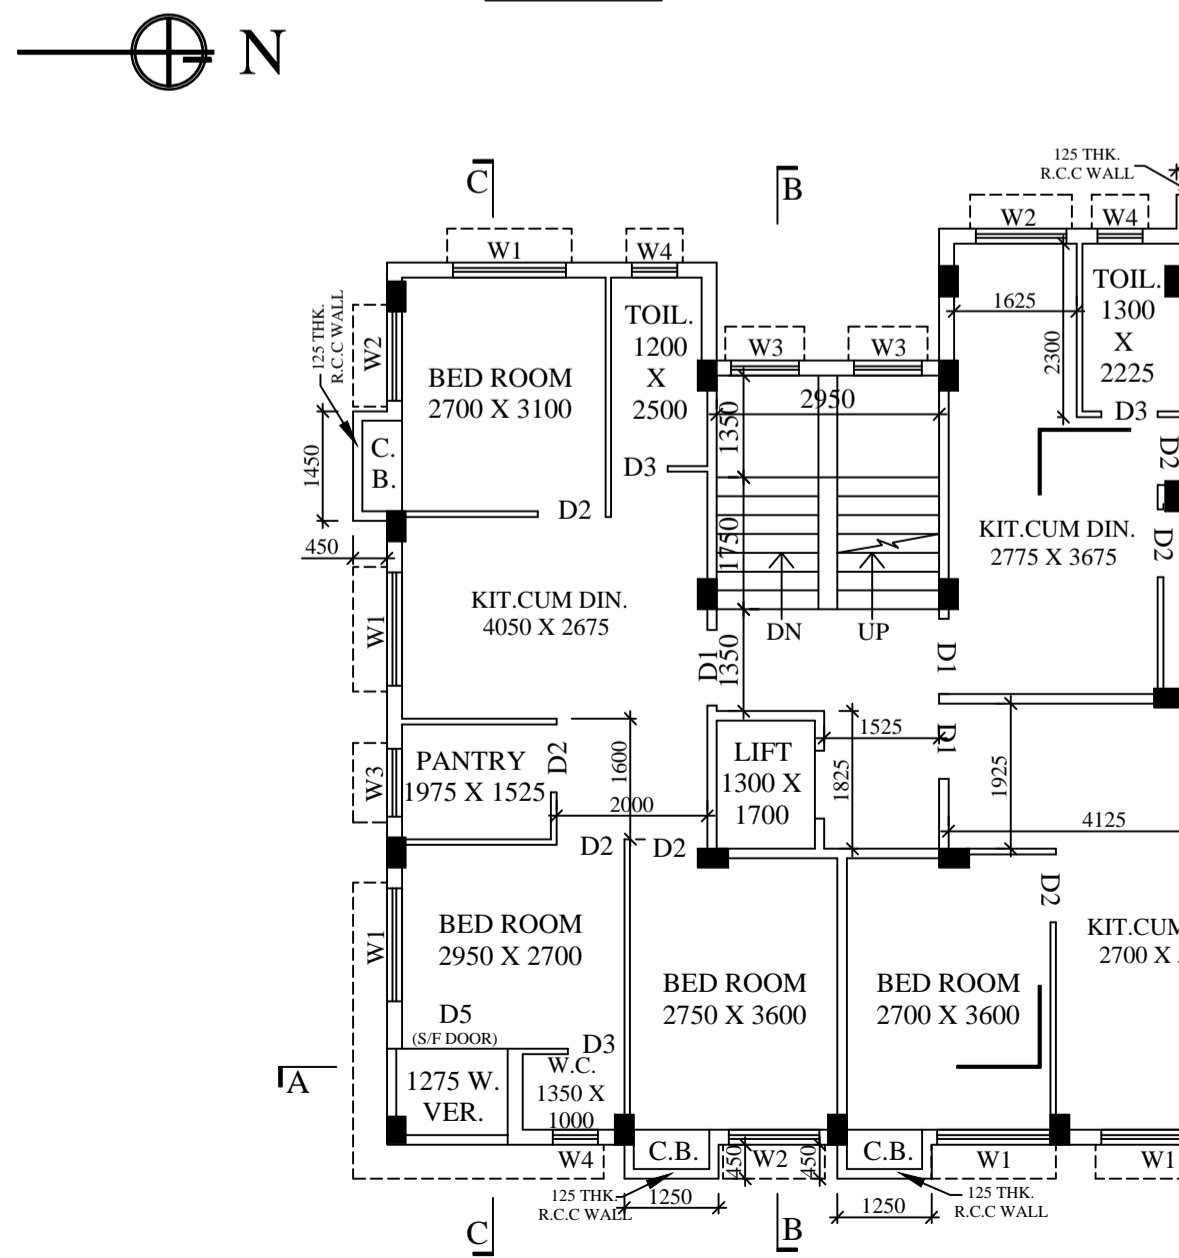 N
125 THK.
R.C.C WALL
C
B
W2
W4
W1
W4
TOIL.
1300
X
2225
1625
2300
125 THK.
R.C.C WALL
W2
TOIL.
1200
X
2500
W3
W3
BED ROOM
2700 X 3100
2950
1350
D3
D2
C.
B.
1450
D3
D2
1750
KIT.CUM DIN.
2775 X 3675
D2
450
KIT.CUM DIN.
4050 X 2675
W1
DN
UP
D1
1350
D1
1525
D1
PANTRY
1975 X 1525
D2
1600
LIFT
1300 X
1700
1825
1925
W3
2000
4125
D2
D2
D2
BED ROOM
2950 X 2700
W1
KIT.CUM
2700 X
BED ROOM
2750 X 3600
BED ROOM
2700 X 3600
D5
(S/F DOOR)
D3
W.C.
1350 X
1000
A
1275 W.
VER.
W4
C.B.
450
W2
450
C.B.
W1
W1
125 THK.
R.C.C WALL
1250
1250
125 THK.
R.C.C WALL
C
B